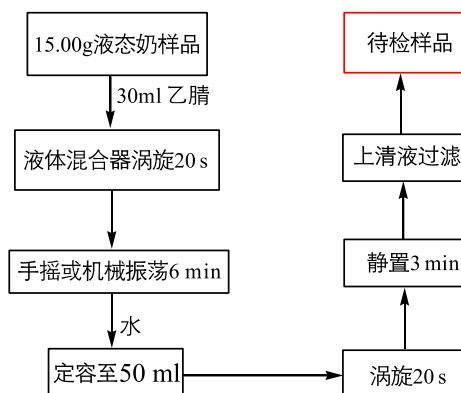 15.00g液态奶样品
30ml 乙腈
液体混合器涡旋20 s
手摇或机械振荡6 min
水
定容至50 ml
涡旋20 s
静置3 min
上清液过滤
待检样品